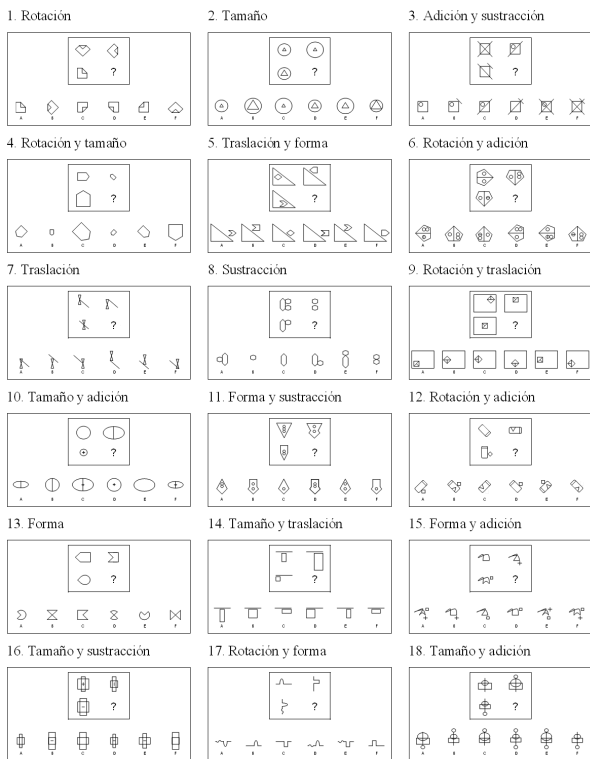 1. Rotación
2. Tamaño
3. Adición y sustracción
?
?
?
A B C D E F
A B C D E F
A B C D E F
4. Rotación y tamaño
5. Traslación y forma
6. Rotación y adición
?
?
?
A B C D E F
A B C D E F
A B C D E F
7. Traslación
8. Sustracción
9. Rotación y traslación
?
?
?
A B C D E F
A B C D E F
A B C D E F
10. Tamaño y adición
11. Forma y sustracción
12. Rotación y adición
?
?
?
A B C D E F
A B C D E F
A B C D E F
13. Forma
14. Tamaño y traslación
15. Forma y adición
?
?
?
A B C D E F
A B C D E F
A B C D E F
16. Tamaño y sustracción
17. Rotación y forma
18. Tamaño y adición
?
?
?
A B C D E F
A B C D E F
A B C D E F